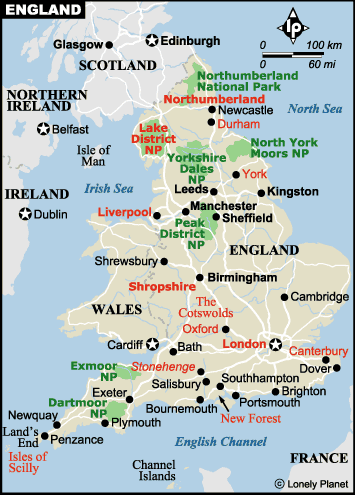 ENGLAND
lp
Glasgow
Edinburgh
0 100 km
0 60 mi
SCOTLAND
Northumberland
National Park
NORTHERN
IRELAND
Northumberland
Newcastle
North Sea
Durham
Belfast
Lake
District
NP
North York
Moors NP
Isle of
Man
Yorkshire
Dales
NP
York
IRELAND
Irish Sea
Leeds
Kingston
Dublin
Liverpool
Manchester
Sheffield
Peak
District
NP
ENGLAND
Shrewsbury
Birmingham
Shropshire
Cambridge
WALES
The
Cotswolds
Oxford
Cardiff
London
Bath
Canterbury
Stonehenge
Dover
Exmoor
NP
Salisbury
Southampton
Exeter
Brighton
Dartmoor
NP
Bournemouth
Portsmouth
Newquay
New Forest
Plymouth
Land's
End
Penzance
English Channel
Isles of
Scilly
Channel
Islands
FRANCE
© Lonely Planet